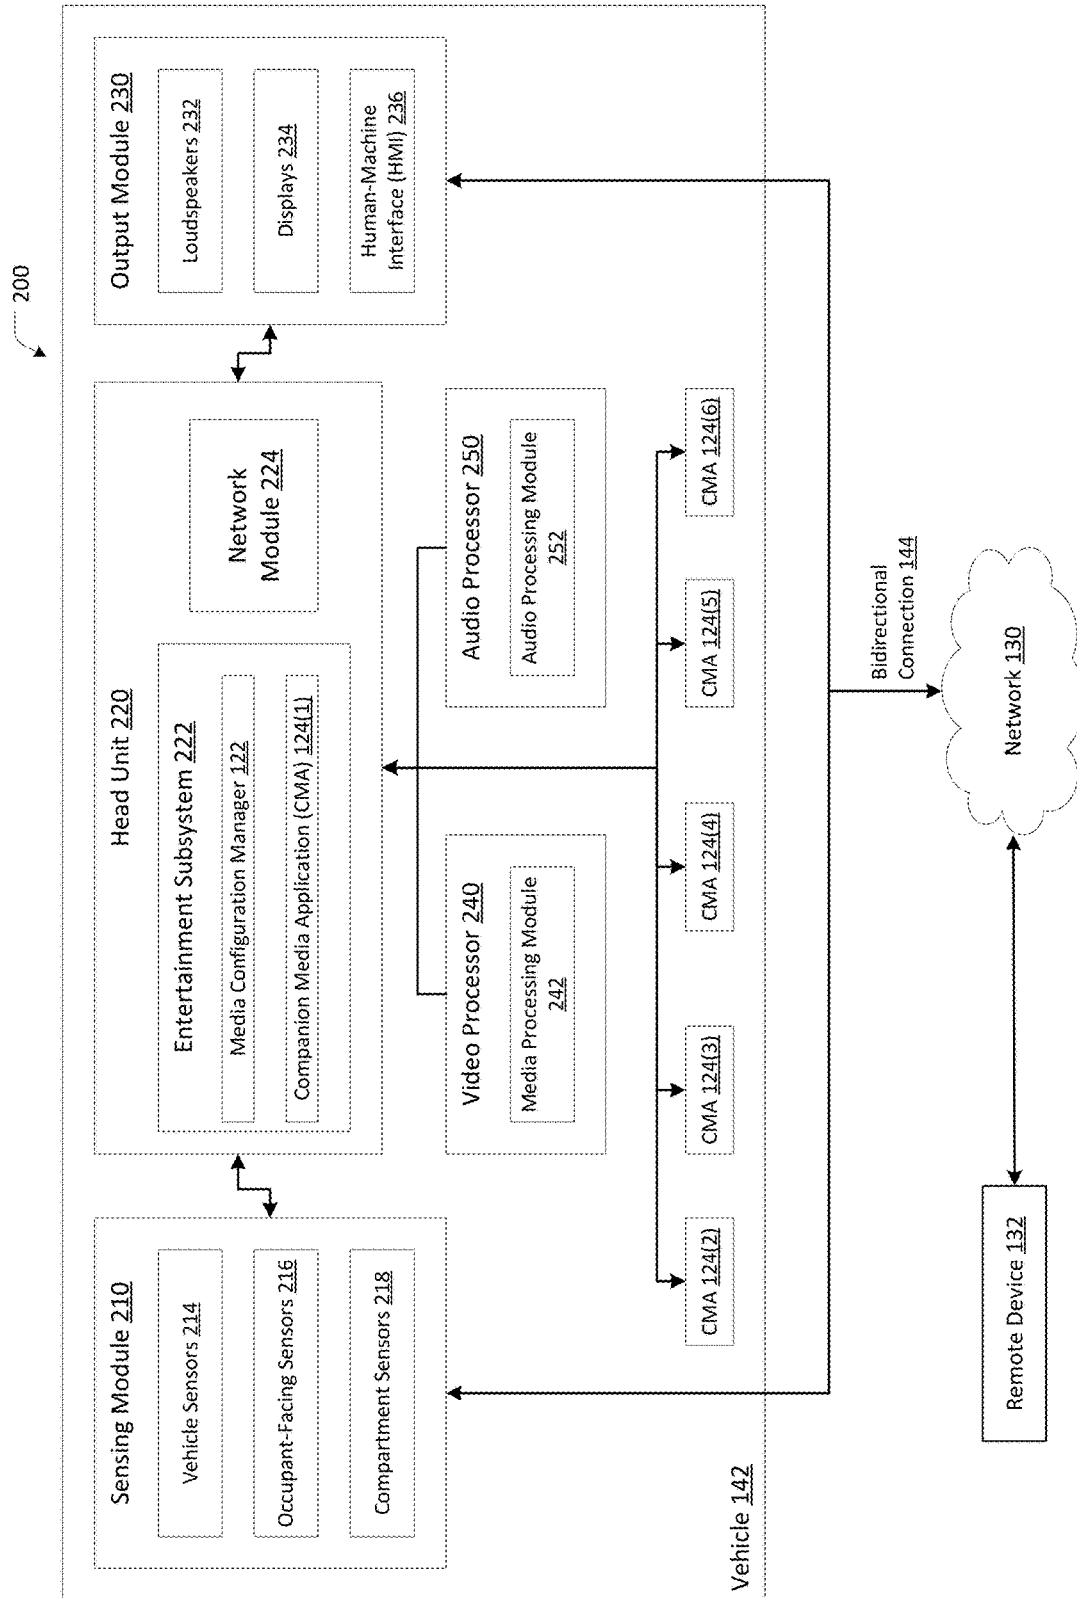 200
Sensing Module 210
Vehicle Sensors 214
Occupant-Facing Sensors 216
Compartment Sensors 218
Head Unit 220
Entertainment Subsystem 222
Media Configuration Manager 122
Companion Media Application (CMA) 124(1)
Network
Module 224
Output Module 230
Loudspeakers 232
Displays 234
Human-Machine
Interface (HMI) 236
Video Processor 240
Media Processing Module
242
Audio Processor 250
Audio Processing Module
252
CMA 124(2)
CMA 124(3)
CMA 124(4)
CMA 124(5)
CMA 124(6)
Vehicle 142
Bidirectional
Connection 144
Remote Device 132
Network 130